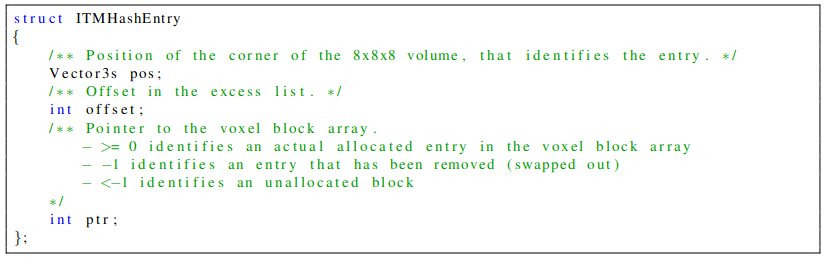 struct ITMHashEntry
{
/** Position of the corner of the 8x8x8 volume, that identifies the entry. */
Vector3s pos;
/** Offset in the excess list. */
int offset;
/** Pointer to the voxel block array.
- >= 0 identifies an actual allocated entry in the voxel block array
- -1 identifies an entry that has been removed (swapped out)
- <-1 identifies an unallocated block
*/
int ptr;
};